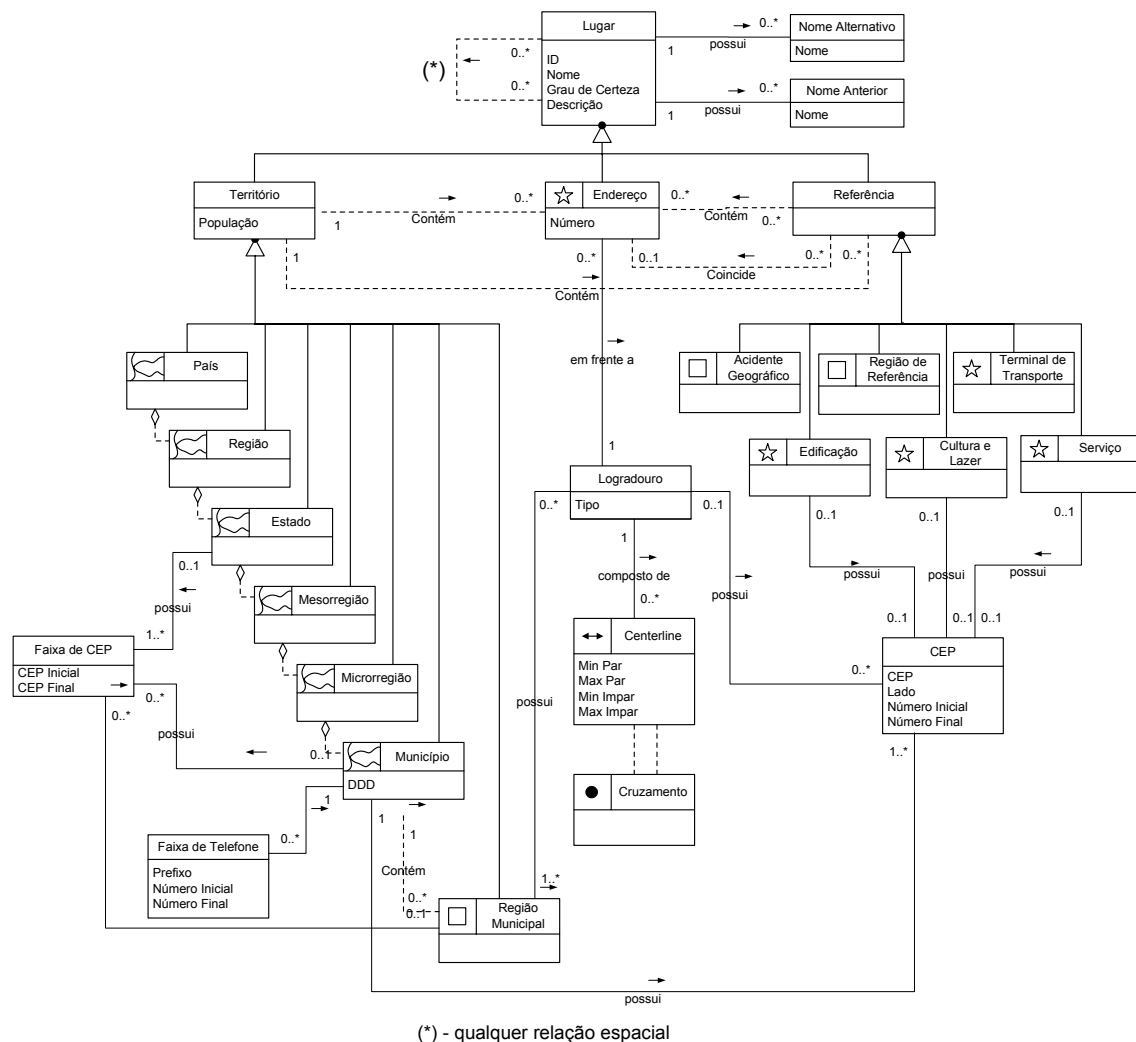 Lugar
ID
Nome
Grau de Certeza
Descrição
(*)
0..*
0..*
1
possui
0..*
Nome Alternativo
Nome
1
possui
0..*
Nome Anterior
Nome
Território
População
1
Contém
0..*
Endereço
Número
0..*
Contém
0..*
Referência
1
Contém
0..*
0..1
Coincide
0..*
0..*
em frente a
1
País
Região
Estado
0..1
possui
1..*
Mesorregião
Microrregião
Faixa de CEP
CEP Inicial
CEP Final
0..*
0..*
possui
0..1
Município
DDD
1
0..*
Faixa de Telefone
Prefixo
Número Inicial
Número Final
1
1
Contém
0..*
0..1
Região
Municipal
1..*
possui
0..*
Logradouro
Tipo
0..1
1
composto de
0..*
Centerline
Min Par
Max Par
Min Impar
Max Impar
Cruzamento
possui
0..*
Acidente
Geográfico
Região de
Referência
Terminal de
Transporte
Edificação
Cultura e
Lazer
Serviço
0..1
0..1
0..1
possui
possui
possui
0..1
0..1
0..1
CEP
CEP
Lado
Número Inicial
Número Final
1..*
possui
(*) - qualquer relação espacial